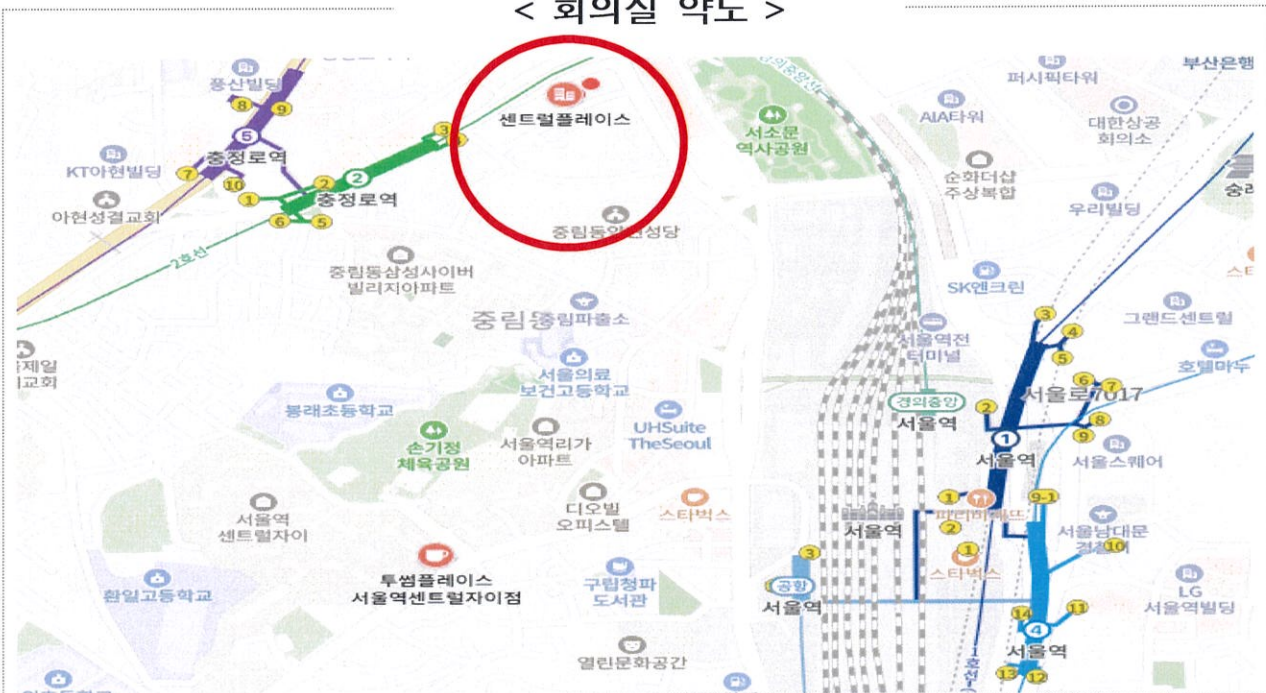 < 회의실 약도 >
풍산빌딩
8
9
5
충정로역
KT아현빌딩
7
10
1
2
2
충정로역
3
6
5
아현성결교회
2호선
센트럴플레이스
중림동삼성사이버
빌리지아파트
중림파출소
서울의료
보건고등학교
봉래초등학교
손기정
체육공원
서울역리가
아파트
UHSuite
TheSeoul
서울역
센트럴자이
디오빌
오피스텔
스타벅스
투썸플레이스
서울역센트럴자이점
환일고등학교
구립청파
도서관
열린문화공간
경의중앙선
서소문
역사공원
퍼시픽타워
부산은행
AIA타워
대한상공
회의소
순화더샵
주상복합
우리빌딩
SK앤크린
그랜드센트럴
호텔마누
서울역전
터미널
3
4
5
6
7
서울로7017
경의중앙
서울역
2
8
9
1
서울역
서울스퀘어
1
9-1
2
서울역
서울남대문
10
1
스타벅스
3
공항
서울역
LG
서울역빌딩
14
11
4
서울역
13
12
1호선